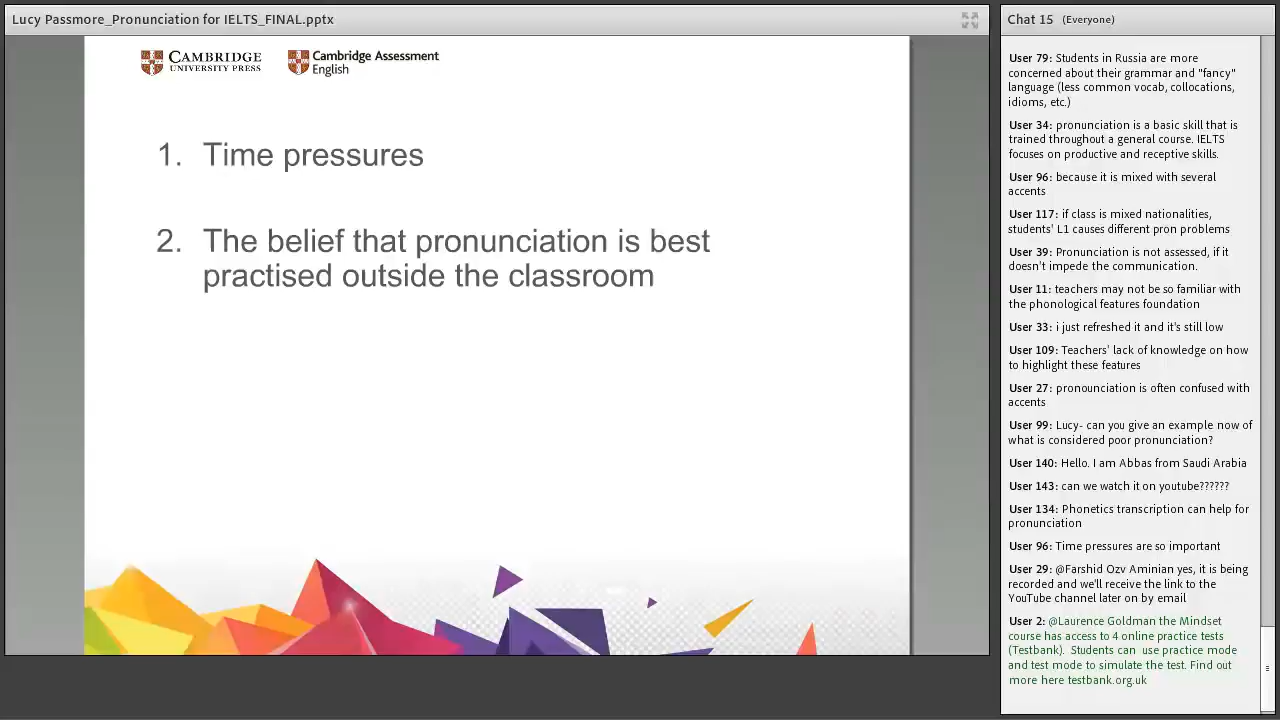 Lucy Passmore_Pronunciation for IELTS_FINAL.pptx
CAMBRIDGE
UNIVERSITY PRESS
Cambridge Assessment
English
1. Time pressures
2. The belief that pronunciation is best
practised outside the classroom
Chat 15 (Everyone)
User 79: Students in Russia are more
concerned about their grammar and "fancy"
language (less common vocab, collocations,
idioms, etc.)
User 34: pronunciation is a basic skill that is
trained throughout a general course. IELTS
focuses on productive and receptive skills.
User 96: because it is mixed with several
accents
User 117: if class is mixed nationalities,
students' L1 causes different pron problems
User 39: Pronunciation is not assessed, if it
doesn't impede the communication.
User 11: teachers may not be so familiar with
the phonological features foundation
User 33: i just refreshed it and it's still low
User 109: Teachers' lack of knowledge on how
to highlight these features
User 27: pronounciation is often confused with
accents
User 99: Lucy- can you give an example now of
what is considered poor pronunciation?
User 140: Hello. I am Abbas from Saudi Arabia
User 143: can we watch it on youtube??????
User 134: Phonetics transcription can help for
pronunciation
User 96: Time pressures are so important
User 29: @Farshid Ozv Aminian yes, it is being
recorded and we'll receive the link to the
YouTube channel later on by email
User 2: @Laurence Goldman the Mindset
course has access to 4 online practice tests
(Testbank). Students can use practice mode
and test mode to simulate the test. Find out
more here testbank.org.uk